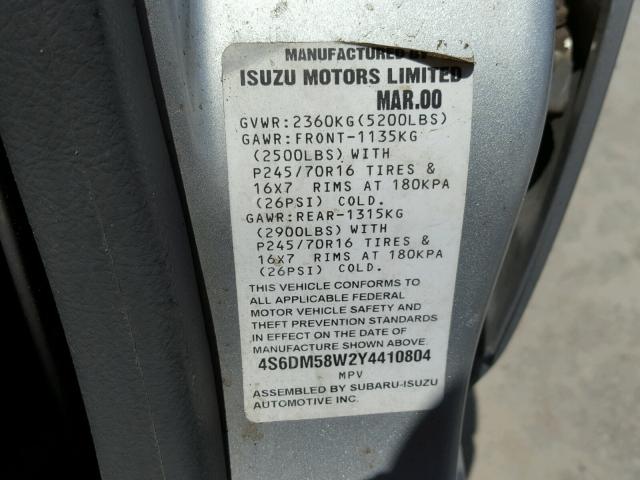 MANUFACTURED BY
ISUZU MOTORS LIMITED
MAR.00
GVWR:2360KG(5200LBS)
GAWR:FRONT-1135KG
(2500LBS) WITH
P245/70R16 TIRES &
16X7 RIMS AT 180KPA
(26PSI) COLD.
GAWR:REAR-1315KG
(2900LBS) WITH
P245/70R16 TIRES &
16X7 RIMS AT 180KPA
(26PSI) COLD.
THIS VEHICLE CONFORMS TO
ALL APPLICABLE FEDERAL
MOTOR VEHICLE SAFETY AND
THEFT PREVENTION STANDARDS
IN EFFECT ON THE DATE OF
MANUFACTURE SHOWN ABOVE.
4S6DM58W2Y4410804
MPV
ASSEMBLED BY SUBARU-ISUZU
AUTOMOTIVE INC.